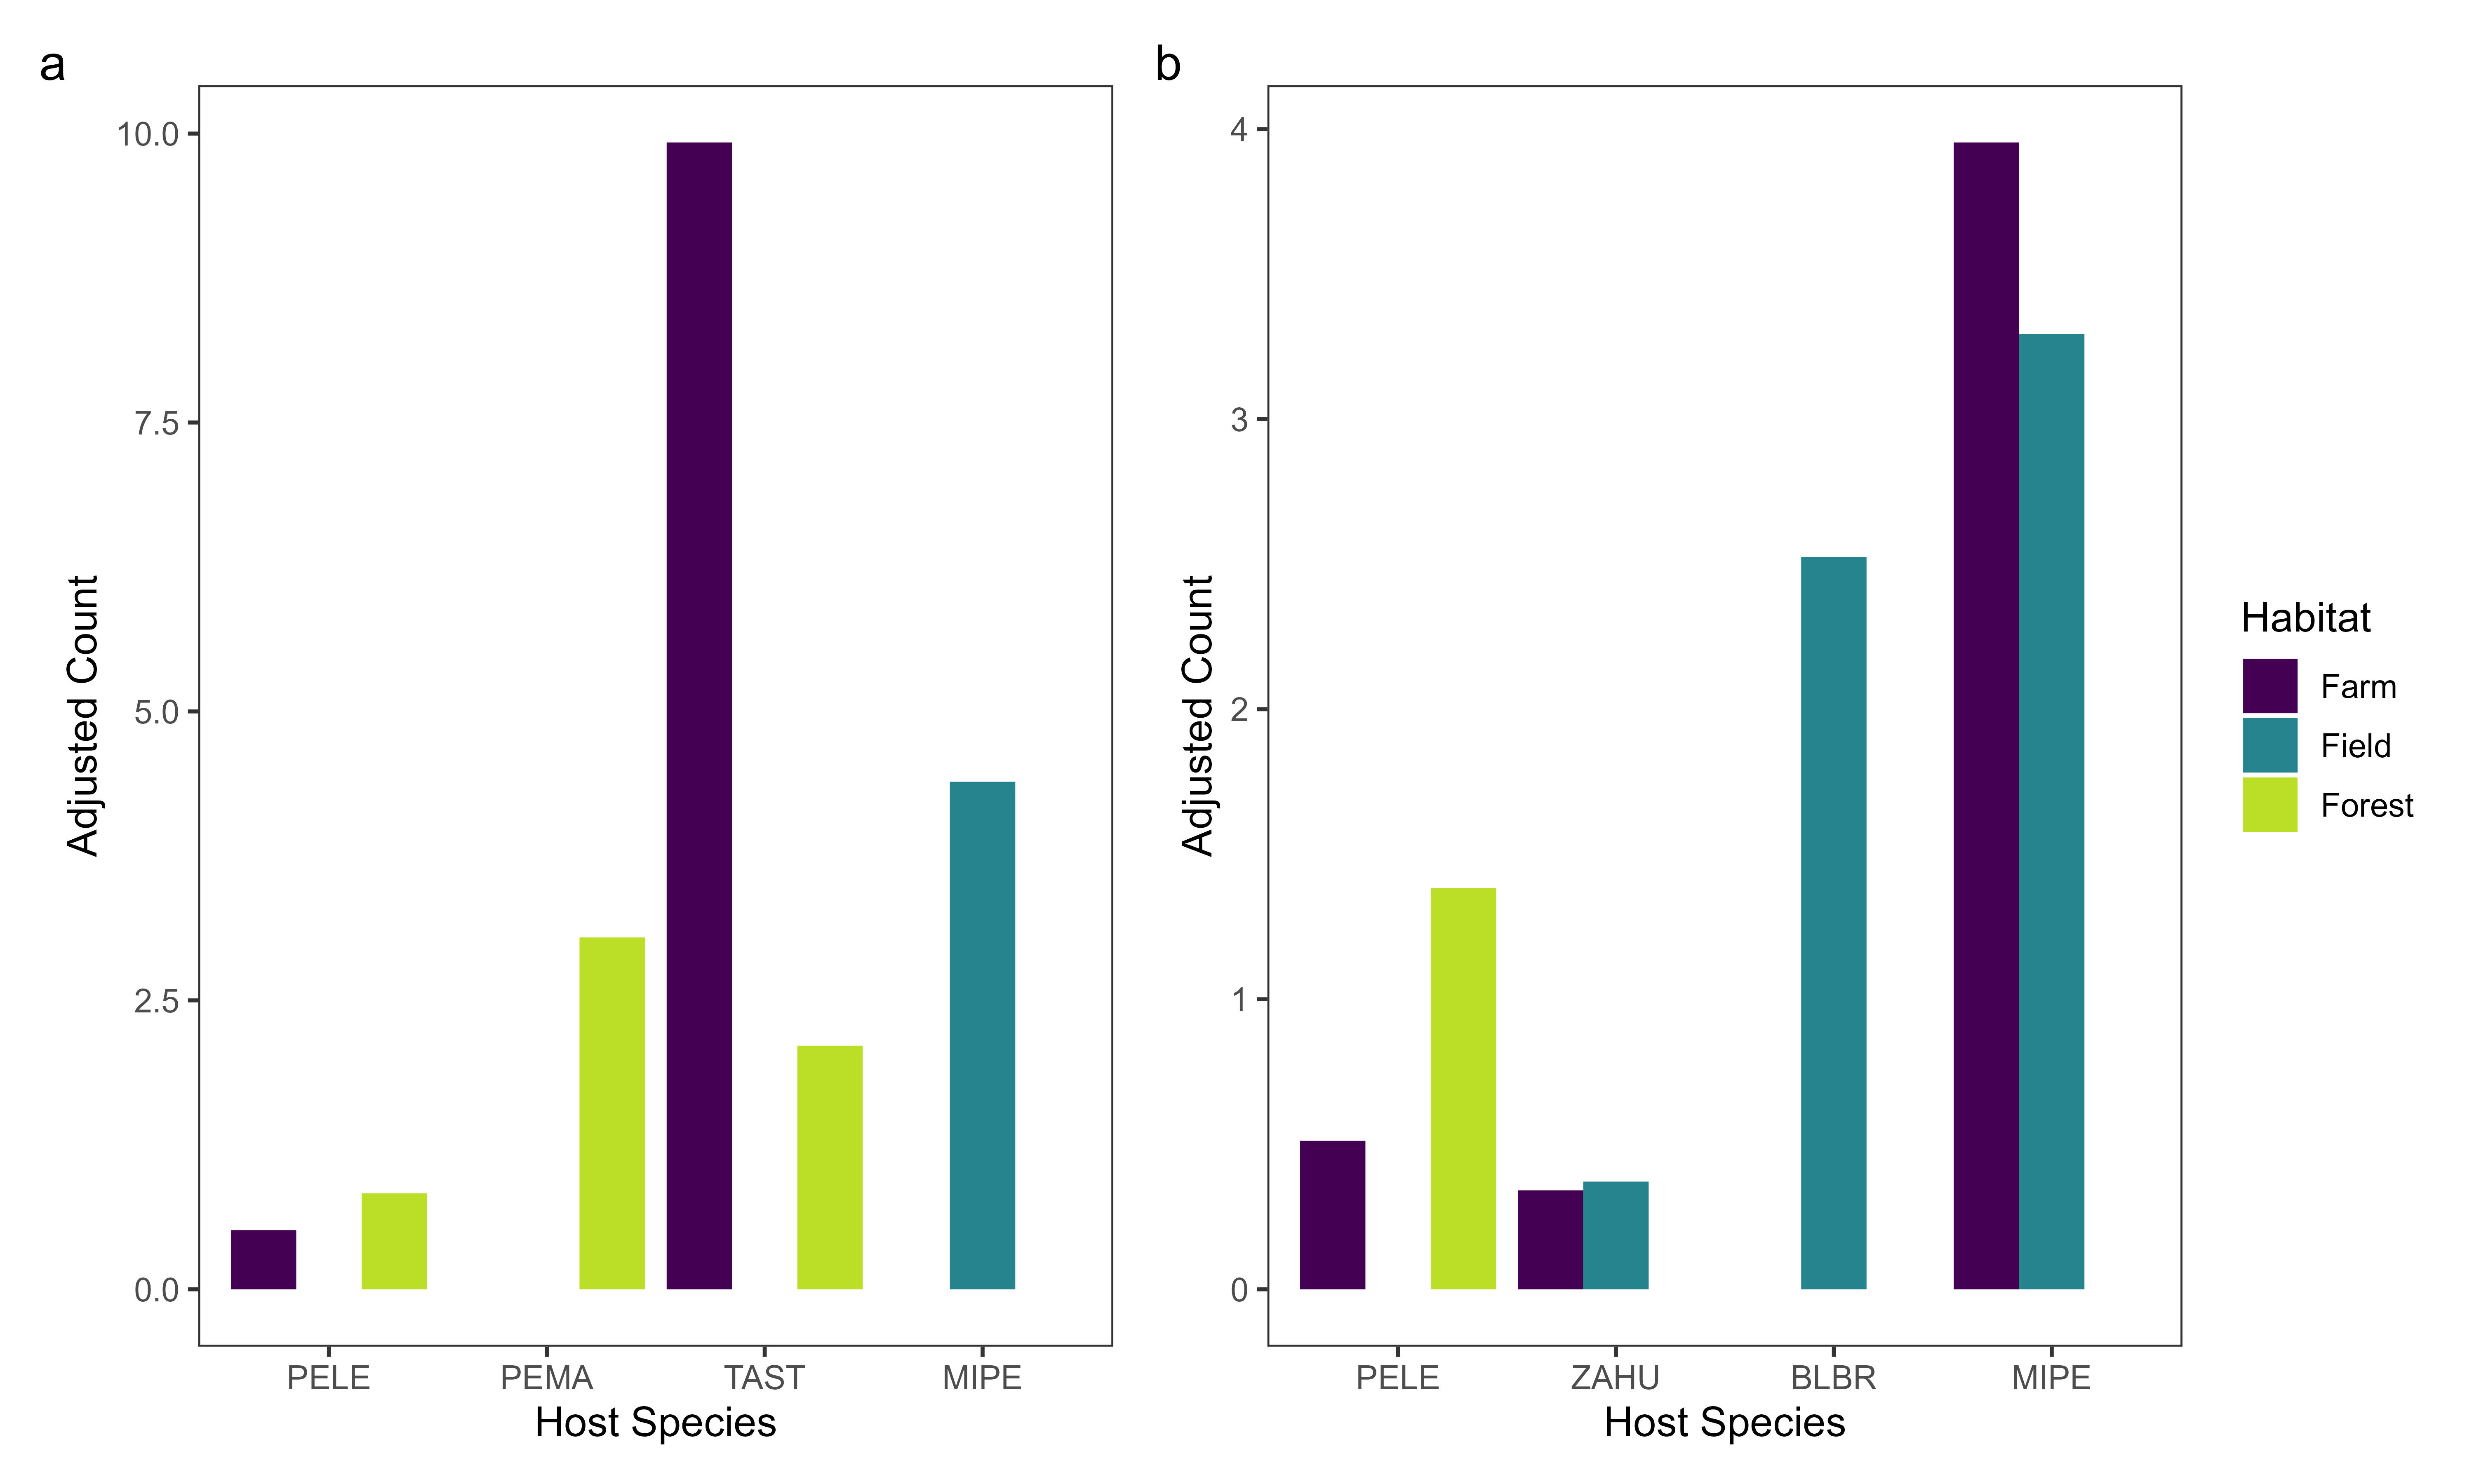 a
10.0
7.5
5.0
2.5
0.0
Adjusted Count
PELE PEMA TAST MIPE
Host Species
b
4
3
2
1
0
Adjusted Count
PELE ZAHU BLBR MIPE
Host Species
Habitat
Farm
Field
Forest